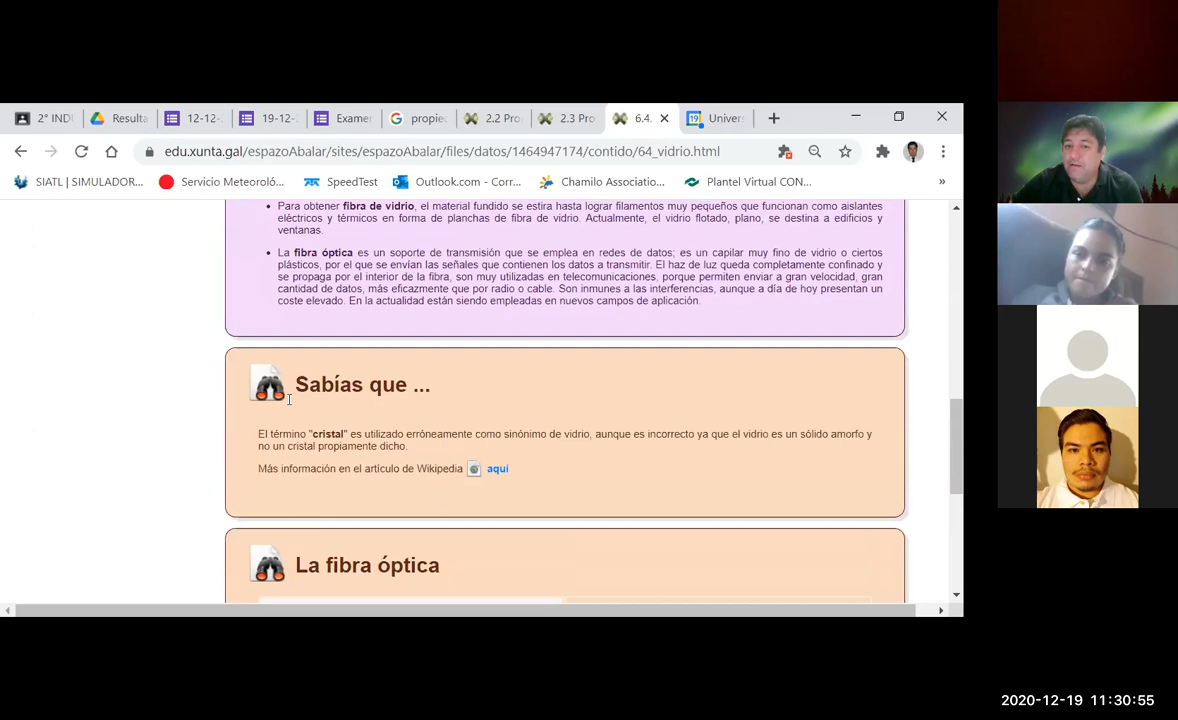 2° IND
Resulta
12-12-
19-12-
Examen
propied
2.2 Pro
2.3 Pro
6.4.
19
Univers
edu.xunta.gal/espazoAbalar/sites/espazoAbalar/files/datos/1464947174/contido/64_vidrio.html
SIATL | SIMULADOR...
Servicio Meteoroló...
SpeedTest
Outlook.com - Corr...
Chamilo Associatio...
Plantel Virtual CON...
»
• Para obtener fibra de vidrio, el material fundido se estira hasta lograr filamentos muy pequeños que funcionan como aislantes
eléctricos y térmicos en forma de planchas de fibra de vidrio. Actualmente, el vidrio flotado, plano, se destina a edificios y
ventanas.
• La fibra óptica es un soporte de transmisión que se emplea en redes de datos; es un capilar muy fino de vidrio o ciertos
plásticos, por el que se envían las señales que contienen los datos a transmitir. El haz de luz queda completamente confinado y
se propaga por el interior de la fibra, son muy utilizadas en telecomunicaciones, porque permiten enviar a gran velocidad, gran
cantidad de datos, más eficazmente que por radio o cable. Son inmunes a las interferencias, aunque a día de hoy presentan un
coste elevado. En la actualidad están siendo empleadas en nuevos campos de aplicación.
Sabías que ...
El término "cristal" es utilizado erróneamente como sinónimo de vidrio, aunque es incorrecto ya que el vidrio es un sólido amorfo y
no un cristal propiamente dicho.
Más información en el artículo de Wikipedia aquí
La fibra óptica
2020-12-19 11:30:55